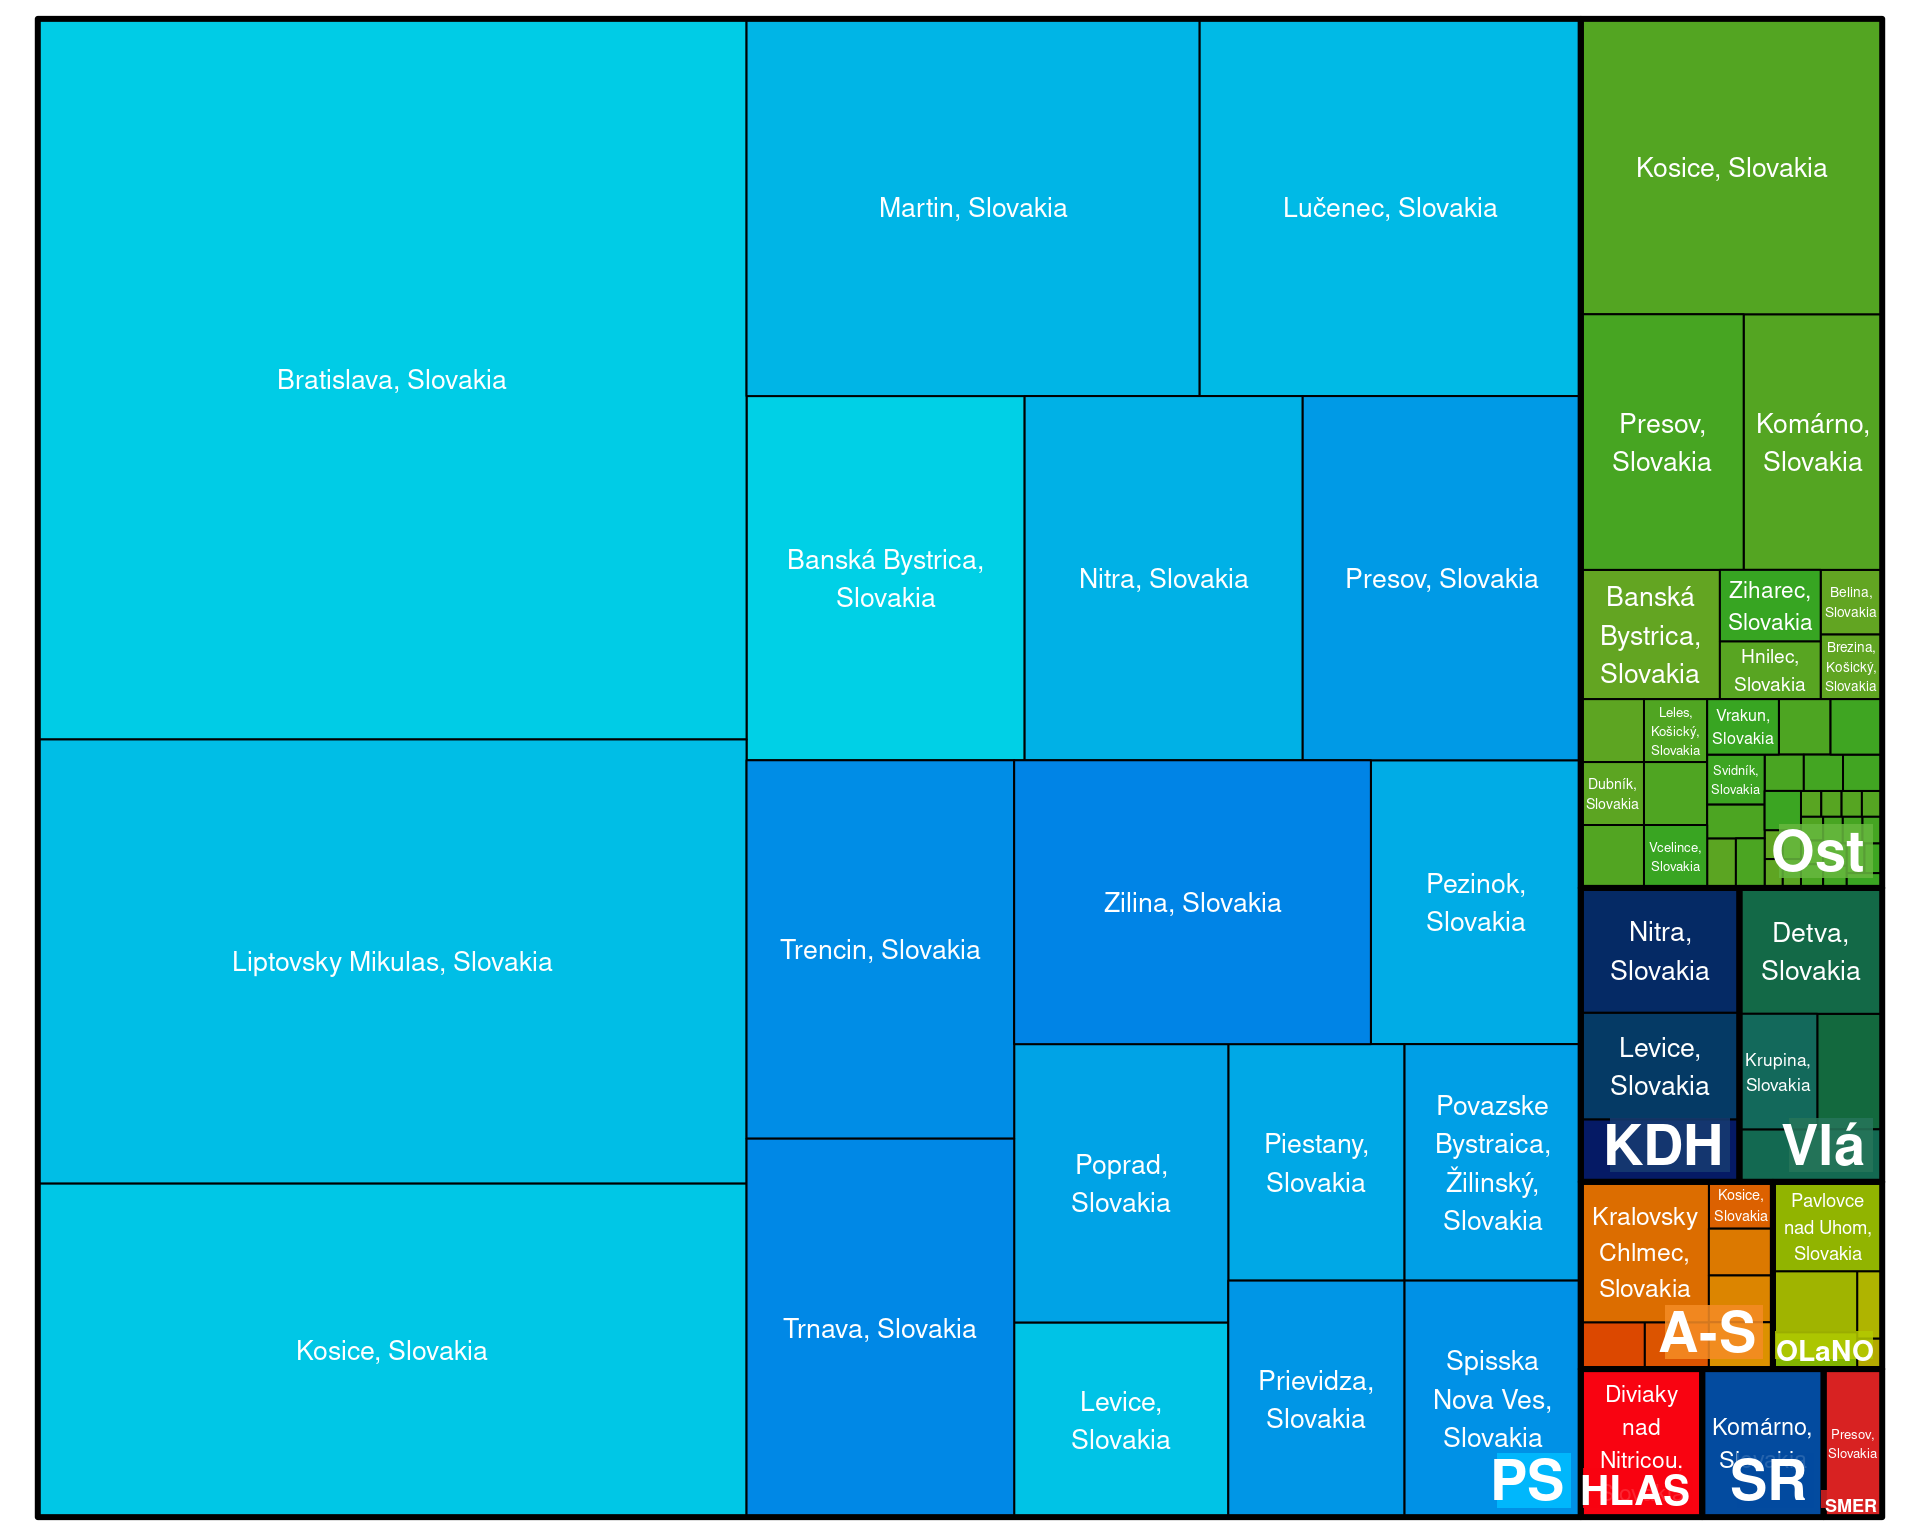 Bratislava, Slovakia
Liptovsky Mikulas, Slovakia
Kosice, Slovakia
Martin, Slovakia
Lučenec, Slovakia
Banská Bystrica,
Slovakia
Nitra, Slovakia
Presov, Slovakia
Trencin, Slovakia
Trnava, Slovakia
Zilina, Slovakia
Pezinok,
Slovakia
Poprad,
Slovakia
Levice,
Slovakia
Piestany,
Slovakia
Povazske
Bystraica,
Žilinský,
Slovakia
Prievidza,
Slovakia
Spisska
Nova Ves,
Slovakia
PS
Kosice, Slovakia
Presov,
Slovakia
Komárno,
Slovakia
Banská
Bystrica,
Slovakia
Ziharec,
Slovakia
Hnilec,
Slovakia
Belina,
Slovakia
Brezina,
Košický,
Slovakia
Leles,
Košický,
Slovakia
Dubník,
Slovakia
Vcelince,
Slovakia
Vrakun,
Slovakia
Svidník,
Slovakia
Ost
Nitra,
Slovakia
Levice,
Slovakia
KDH
Detva,
Slovakia
Krupina,
Slovakia
Vlá
Kralovsky
Chlmec,
Slovakia
Kosice,
Slovakia
A-S
Pavlovce
nad Uhom,
Slovakia
OLaNO
Diviaky
nad
Nitricou.
HLAS
Komárno,
Slovakia
SR
Presov,
Slovakia
SMER